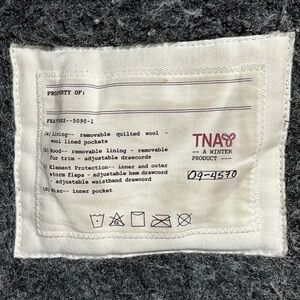 PROPERTY OF:
FEATURES--5090-1
(a) Lining-- removable quilted wool -
wool lined pockets
(b) Hood-- removable lining - removable
fur trim - adjustable drawcords
Element Protection-- inner and outer
storm flaps - adjustable hem drawcord
- adjustable waistband drawcord
(d) Misc-- inner pocket
TNA
-- A WINTER
PRODUCT ---
09-4570